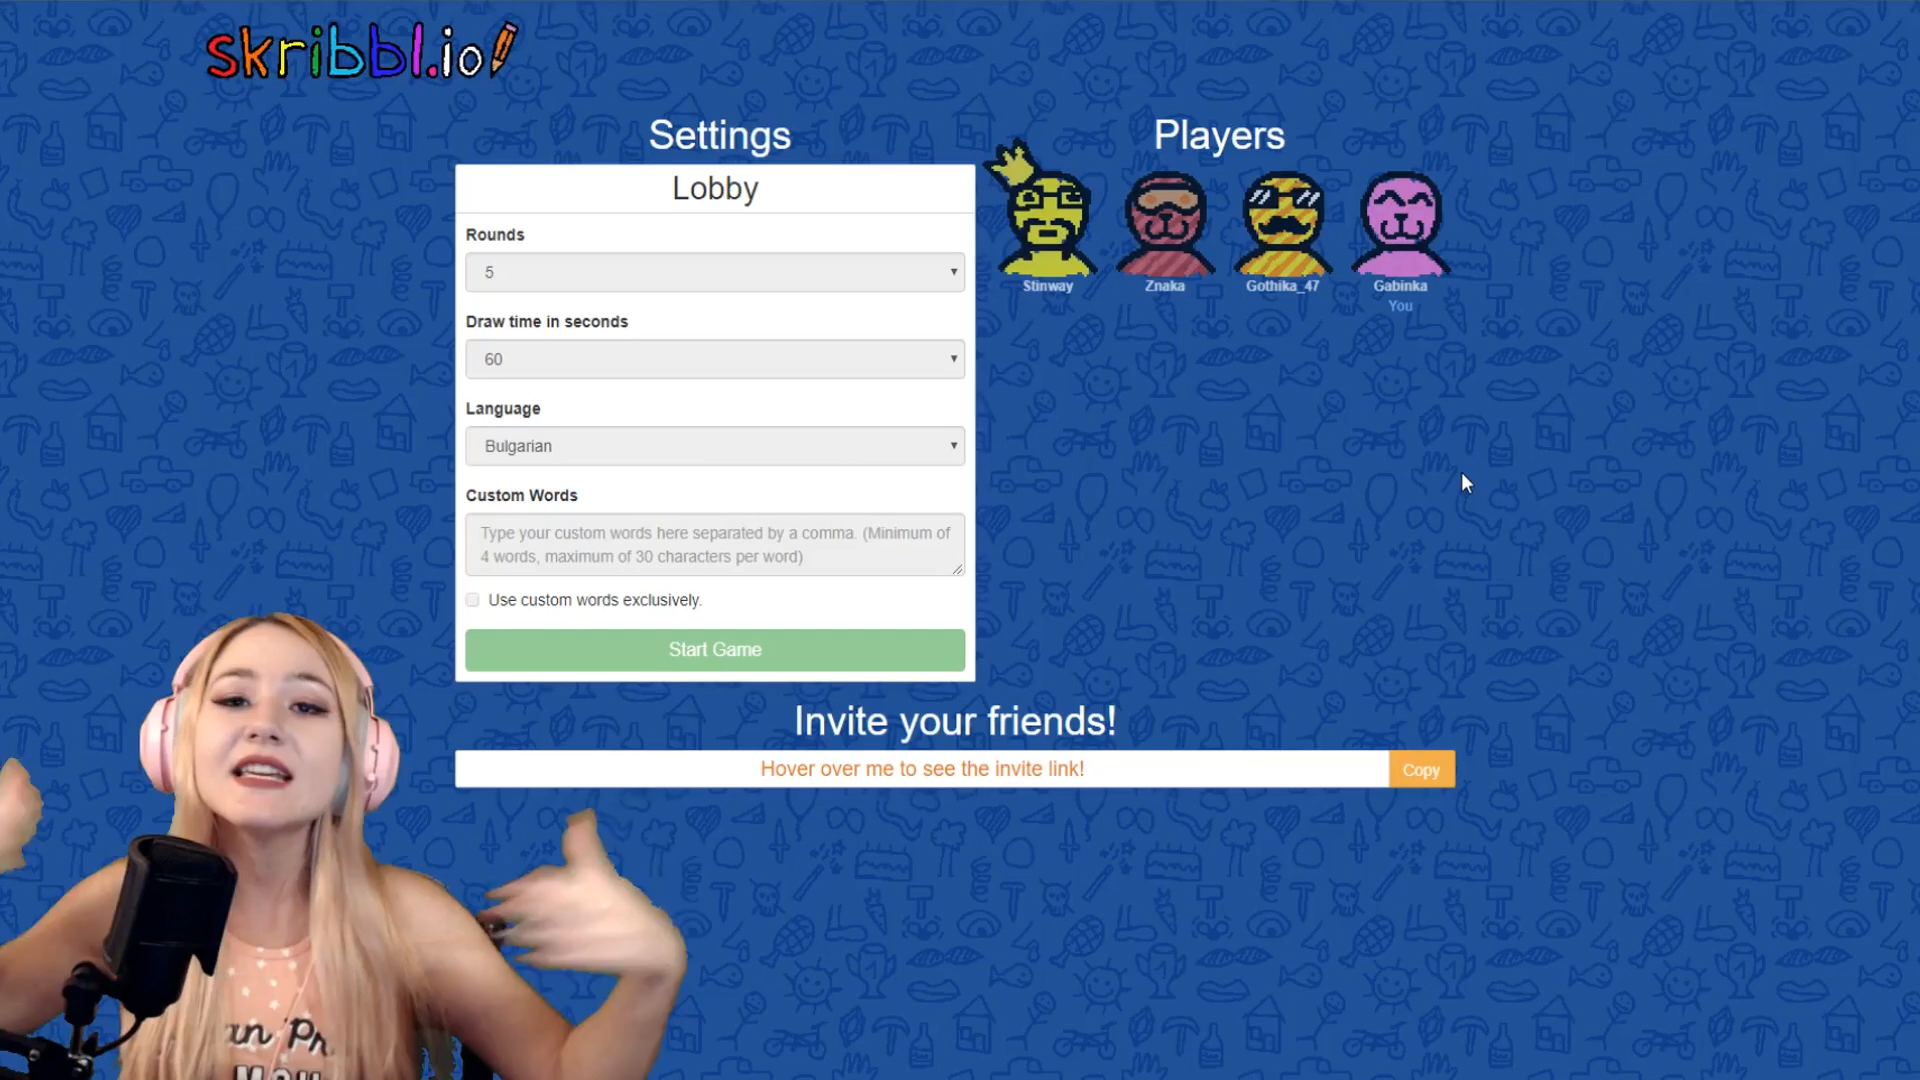 skribbl.io
Settings
Players
Lobby
Rounds
5
Draw time in seconds
60
Language
Bulgarian
Custom Words
Type your custom words here separated by a comma. (Minimum of
4 words, maximum of 30 characters per word)
Use custom words exclusively.
Start Game
Stinway
Znaka
Gothika_47
Gabinka
You
Invite your friends!
Hover over me to see the invite link!
Copy